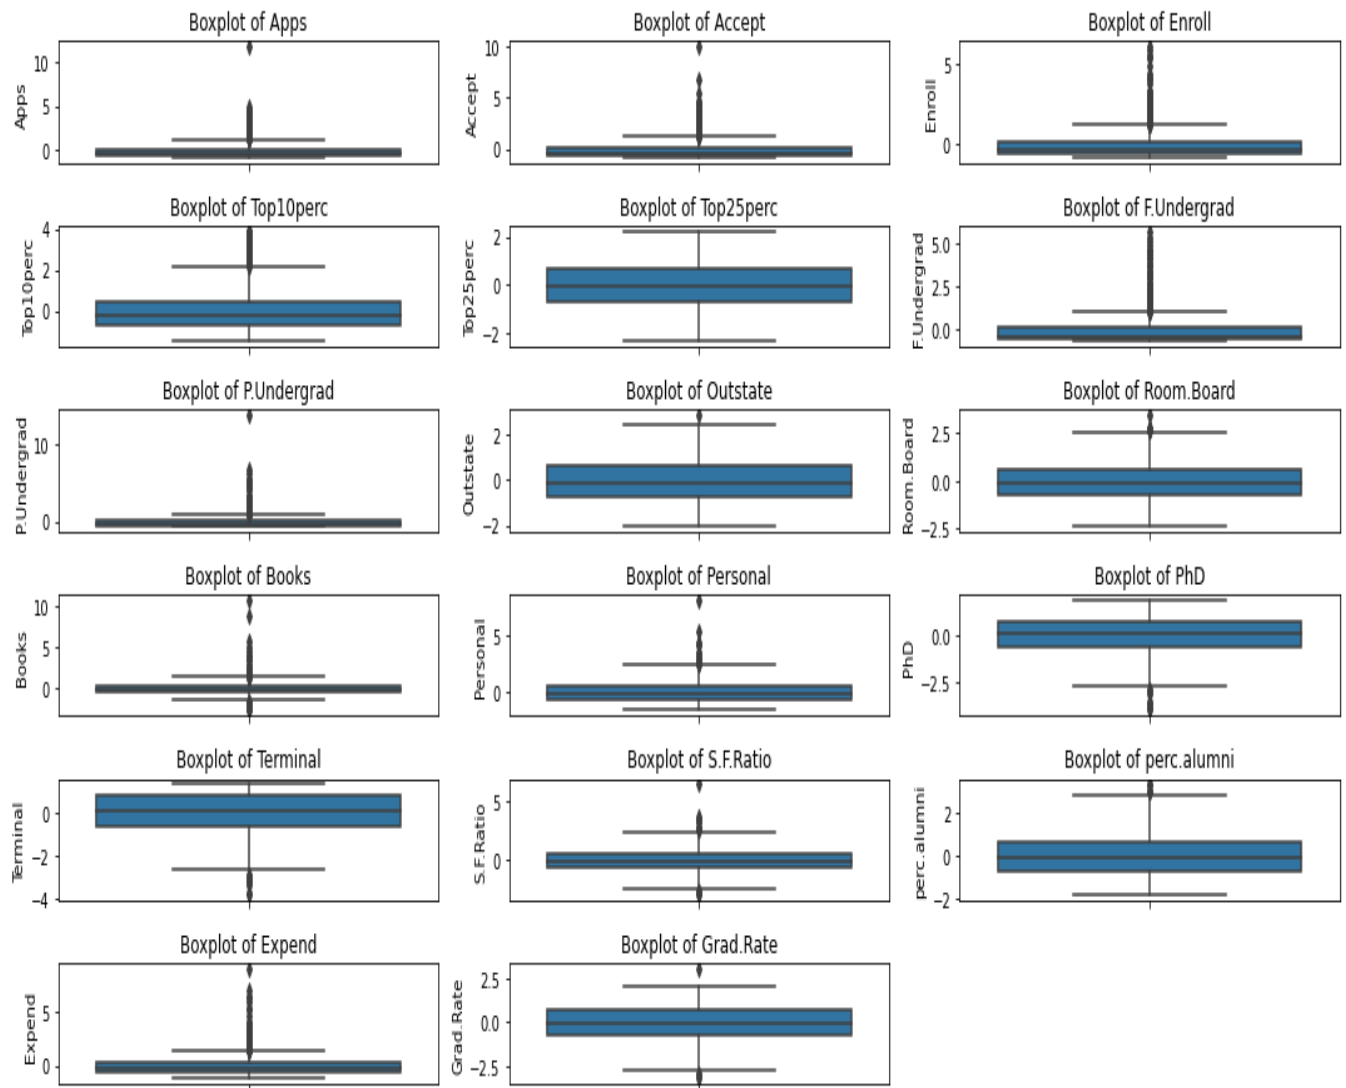 Boxplot of Apps
Apps
10
5
0
Boxplot of Accept
Accept
10
5
0
Boxplot of Enroll
Enroll
5
0
Boxplot of Top10perc
Top10perc
4
2
0
Boxplot of Top25perc
Top25perc
2
0
−2
Boxplot of F.Undergrad
F.Undergrad
5.0
2.5
0.0
Boxplot of P.Undergrad
P.Undergrad
10
0
Boxplot of Outstate
Outstate
2
0
−2
Boxplot of Room.Board
Room.Board
2.5
0.0
−2.5
Boxplot of Books
Books
10
5
0
Boxplot of Personal
Personal
5
0
Boxplot of PhD
PhD
0.0
−2.5
Boxplot of Terminal
Terminal
0
−2
−4
Boxplot of S.F.Ratio
S.F.Ratio
5
0
Boxplot of perc.alumni
perc.alumni
2
0
−2
Boxplot of Expend
Expend
5
0
Boxplot of Grad.Rate
Grad.Rate
2.5
0.0
−2.5